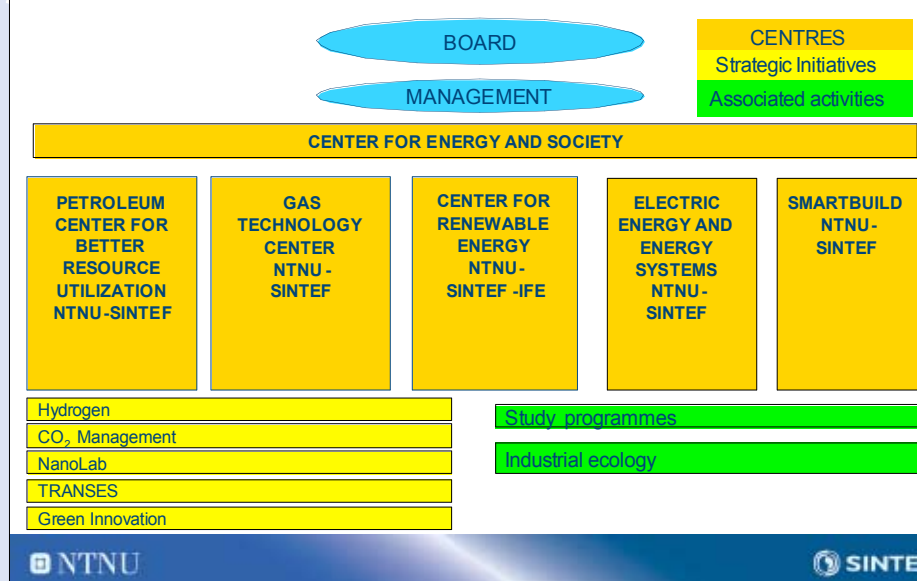 BOARD
MANAGEMENT
CENTRES
Strategic Initiatives
Associated activities
CENTER FOR ENERGY AND SOCIETY
PETROLEUM
CENTER FOR
BETTER
RESOURCE
UTILIZATION
NTNU-SINTEF
GAS
TECHNOLOGY
CENTER
NTNU-
SINTEF
CENTER FOR
RENEWABLE
ENERGY
NTNU-
SINTEF -IFE
ELECTRIC
ENERGY AND
ENERGY
SYSTEMS
NTNU-
SINTEF
SMARTBUILD
NTNU-
SINTEF
Hydrogen
CO₂ Management
NanoLab
TRANSES
Green Innovation
Study programmes
Industrial ecology
NTNU
SINTE